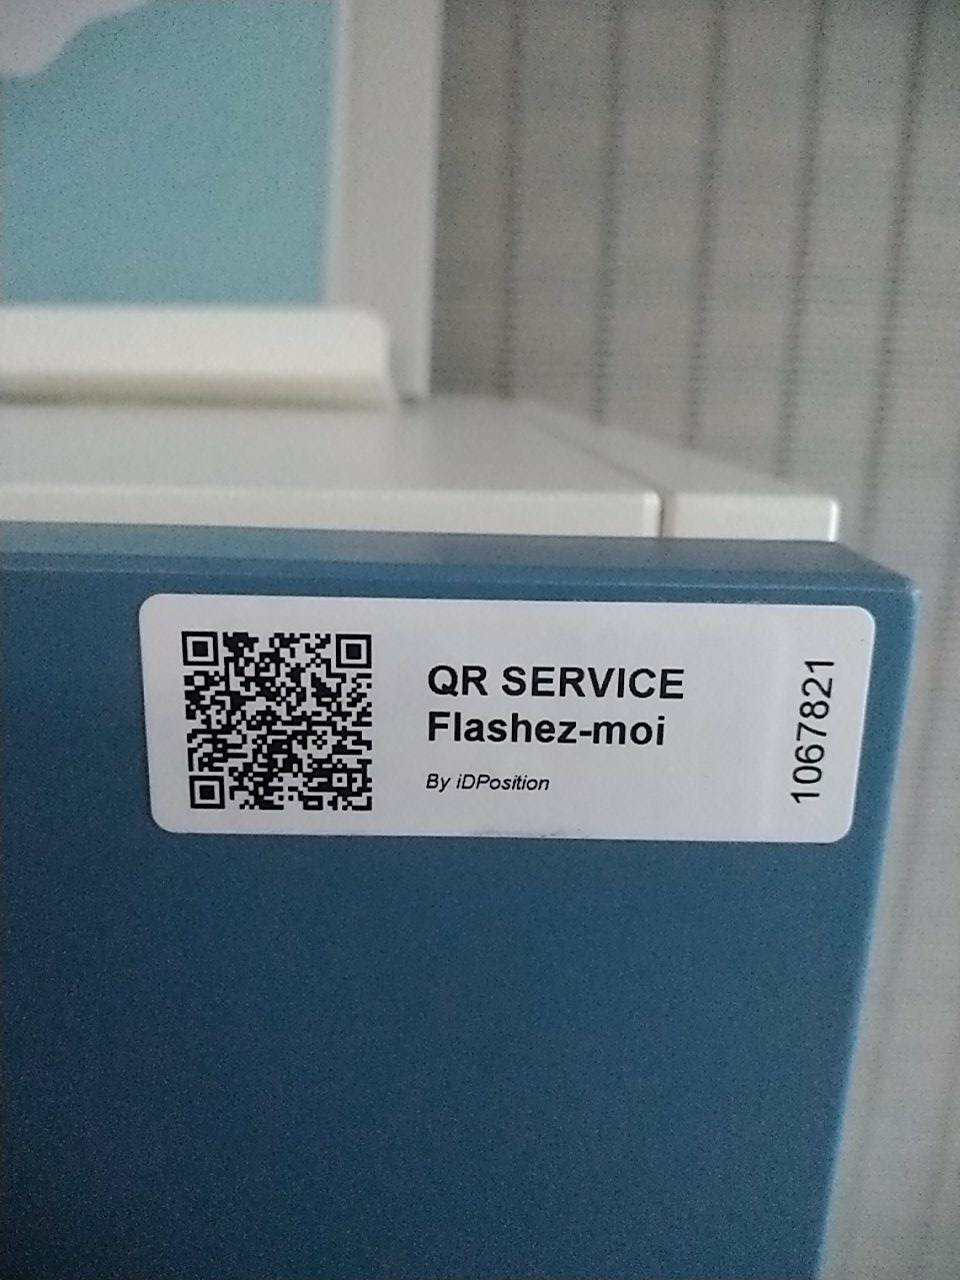 QR SERVICE
Flashez-moi
By iDPosition
1067821